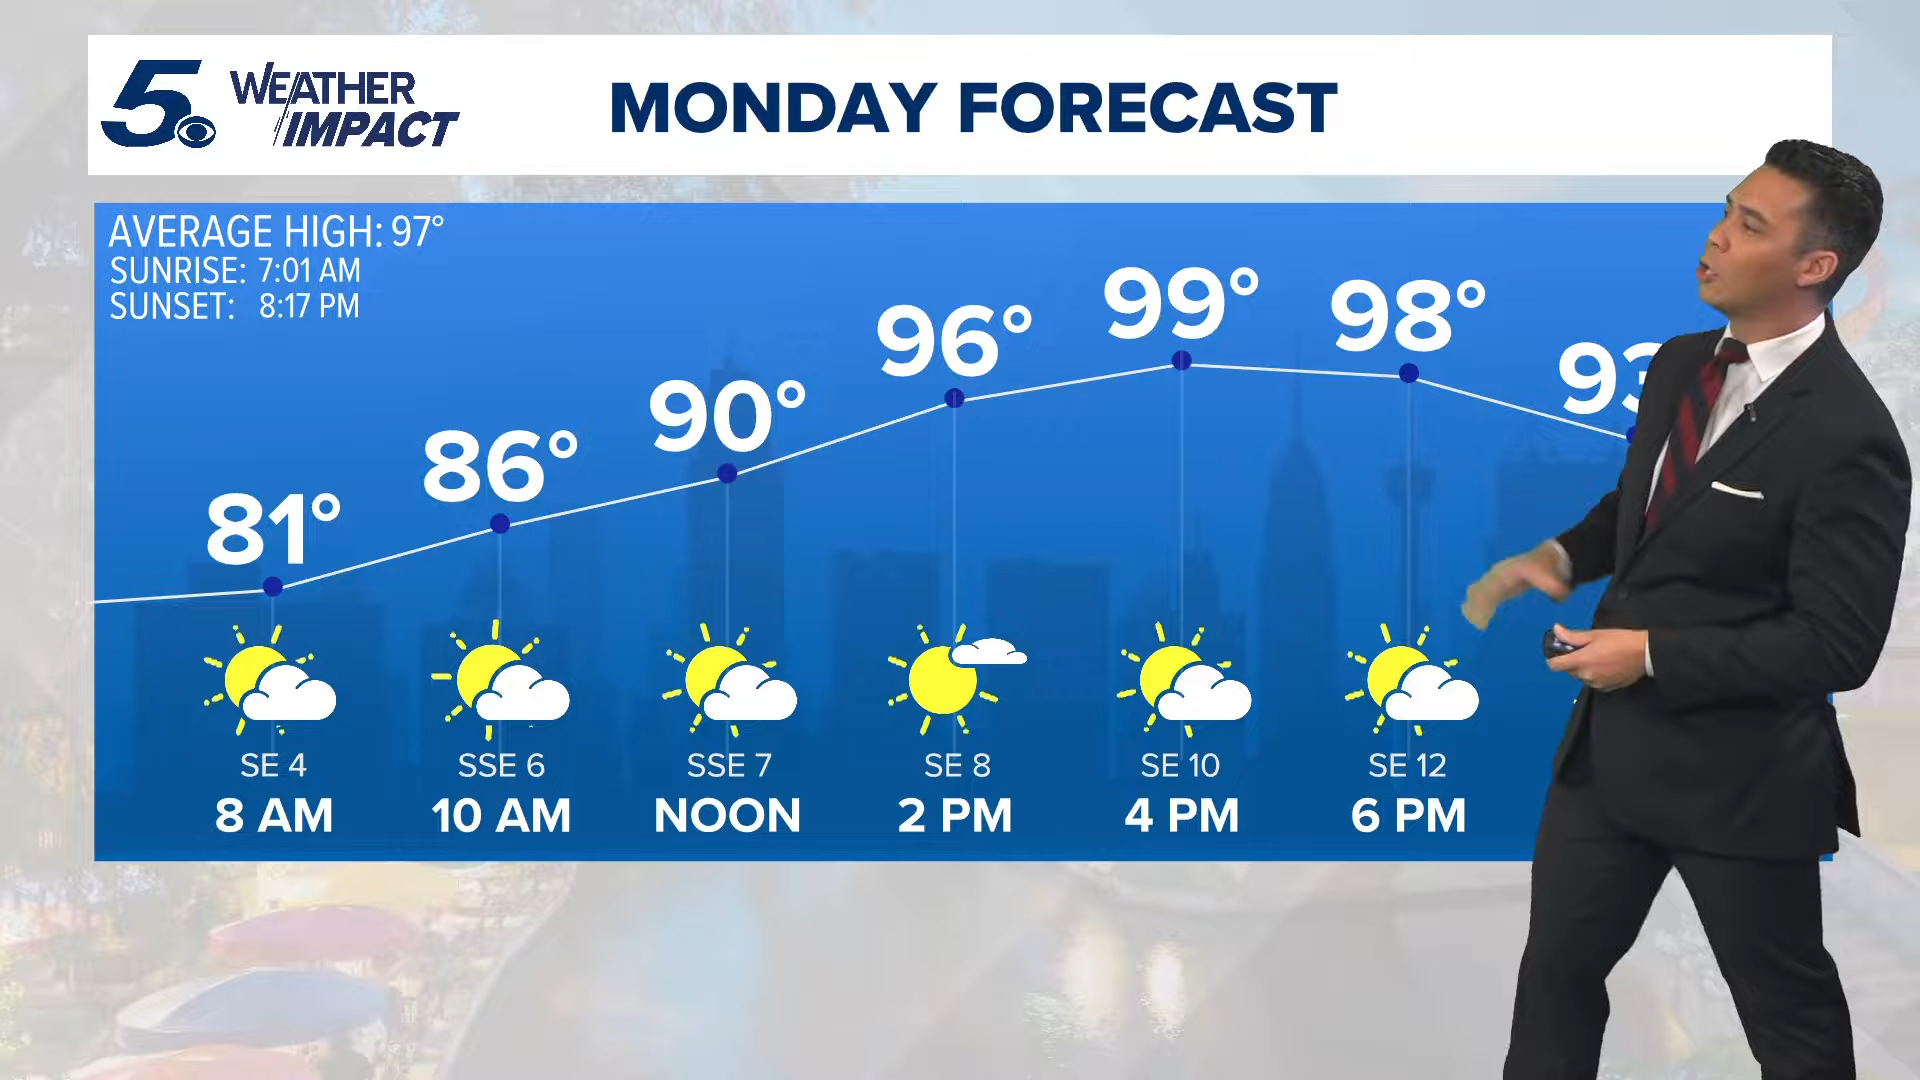 5 WEATHER
IMPACT
MONDAY FORECAST
AVERAGE HIGH: 97°
SUNRISE: 7:01 AM
SUNSET: 8:17 PM
81° 86° 90° 96° 99° 98°
SE 4 SSE 6 SSE 7 SE 8 SE 10 SE 12
8 AM 10 AM NOON 2 PM 4 PM 6 PM